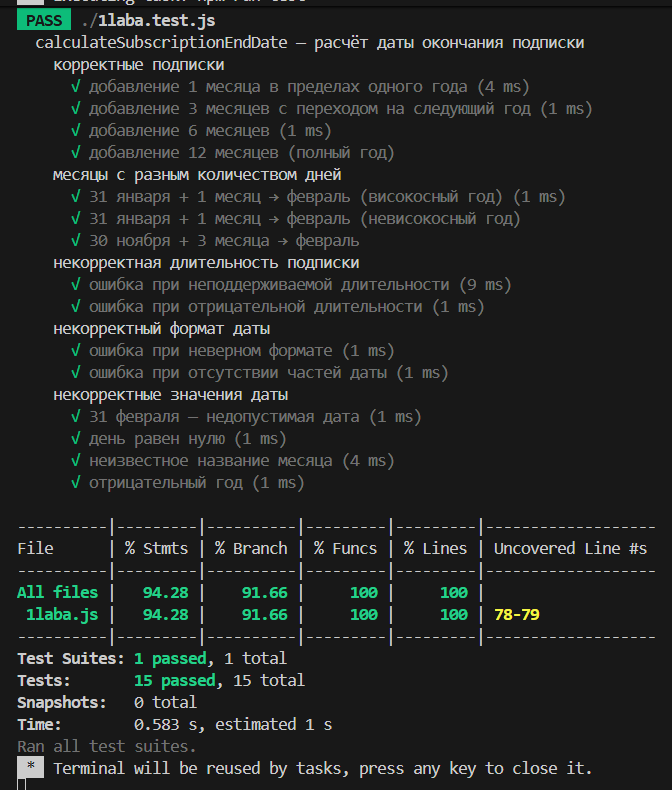 PASS ./1laba.test.js
calculateSubscriptionEndDate — расчёт даты окончания подписки
корректные подписки
√ добавление 1 месяца в пределах одного года (4 ms)
√ добавление 3 месяцев с переходом на следующий год (1 ms)
√ добавление 6 месяцев (1 ms)
√ добавление 12 месяцев (полный год)
месяцы с разным количеством дней
√ 31 января + 1 месяц → февраль (високосный год) (1 ms)
√ 31 января + 1 месяц → февраль (невисокосный год)
√ 30 ноября + 3 месяца → февраль
некорректная длительность подписки
√ ошибка при неподдерживаемой длительности (9 ms)
√ ошибка при отрицательной длительности (1 ms)
некорректный формат даты
√ ошибка при неверном формате (1 ms)
√ ошибка при отсутствии частей даты (1 ms)
некорректные значения даты
√ 31 февраля — недопустимая дата (1 ms)
√ день равен нулю (1 ms)
√ неизвестное название месяца (4 ms)
√ отрицательный год (1 ms)
----------|---------|----------|---------|---------|-------------------
File | % Stmts | % Branch | % Funcs | % Lines | Uncovered Line #s
----------|---------|----------|---------|---------|-------------------
All files | 94.28 | 91.66 | 100 | 100 |
1laba.js | 94.28 | 91.66 | 100 | 100 | 78-79
----------|---------|----------|---------|---------|-------------------
Test Suites: 1 passed, 1 total
Tests: 15 passed, 15 total
Snapshots: 0 total
Time: 0.583 s, estimated 1 s
Ran all test suites.
* Terminal will be reused by tasks, press any key to close it.